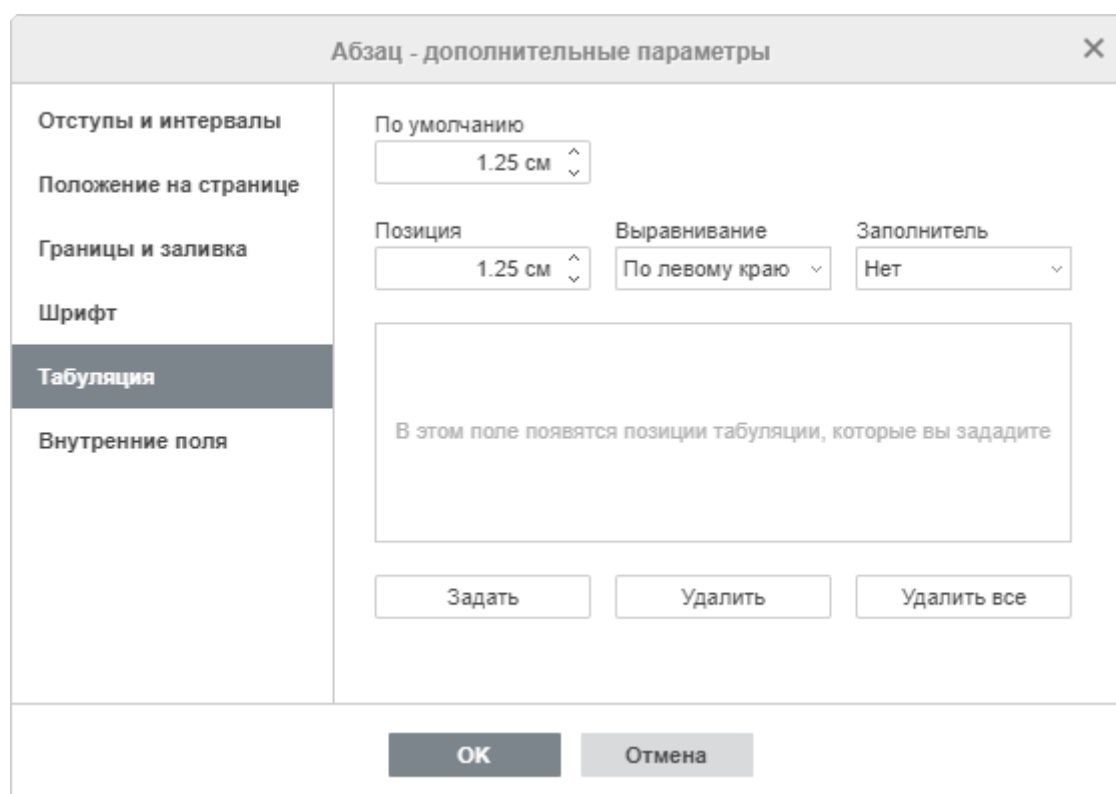 Абзац - дополнительные параметры
Отступы и интервалы
Положение на странице
Границы и заливка
Шрифт
Табуляция
Внутренние поля
По умолчанию
1.25 см
Позиция Выравнивание Заполнитель
1.25 см По левому краю Нет
В этом поле появятся позиции табуляции, которые вы зададите
Задать Удалить Удалить все
OK Отмена